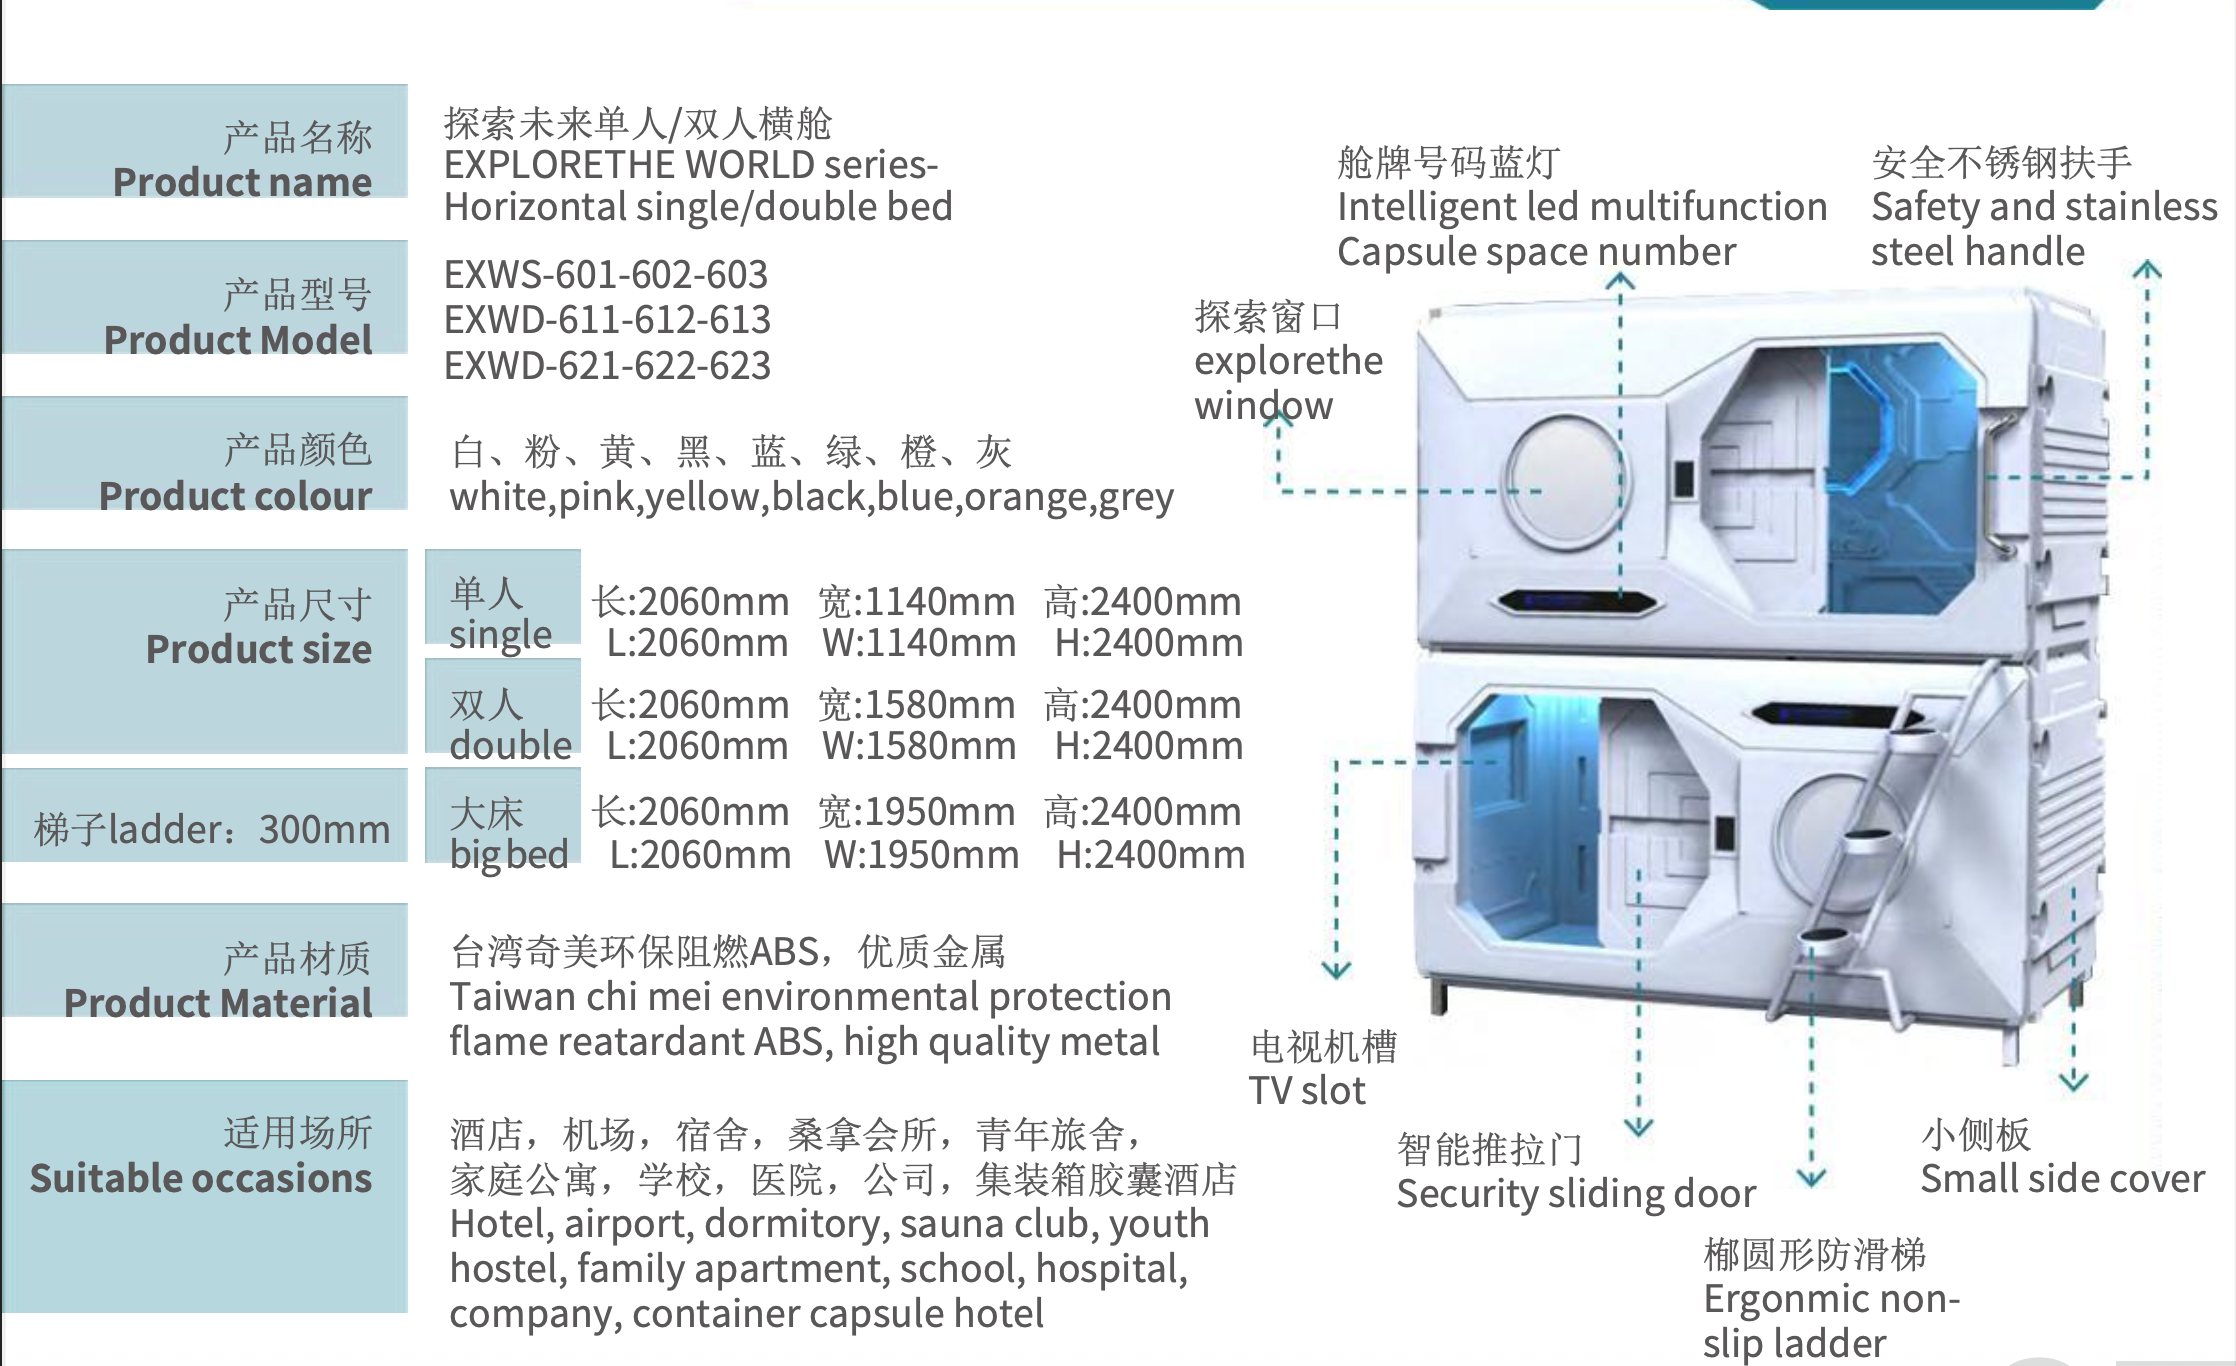 产品名称
Product name
探索未来单人/双人横舱
EXPLORETHE WORLD series-
Horizontal single/double bed
产品型号
Product Model
EXWS-601-602-603
EXWD-611-612-613
EXWD-621-622-623
产品颜色
Product colour
白、粉、黄、黑、蓝、绿、橙、灰
white,pink,yellow,black,blue,orange,grey
产品尺寸
Product size
单人
single
长:2060mm 宽:1140mm 高:2400mm
L:2060mm W:1140mm H:2400mm
双人
double
长:2060mm 宽:1580mm 高:2400mm
L:2060mm W:1580mm H:2400mm
梯子ladder：300mm
大床
big bed
长:2060mm 宽:1950mm 高:2400mm
L:2060mm W:1950mm H:2400mm
产品材质
Product Material
台湾奇美环保阻燃ABS，优质金属
Taiwan chi mei environmental protection
flame reatardant ABS, high quality metal
适用场所
Suitable occasions
酒店，机场，宿舍，桑拿会所，青年旅舍，
家庭公寓，学校，医院，公司，集装箱胶囊酒店
Hotel, airport, dormitory, sauna club, youth
hostel, family apartment, school, hospital,
company, container capsule hotel
舱牌号码蓝灯
Intelligent led multifunction
Capsule space number
安全不锈钢扶手
Safety and stainless
steel handle
探索窗口
explorethe
window
电视机槽
TV slot
智能推拉门
Security sliding door
小侧板
Small side cover
椰圆形防滑梯
Ergonmic non-
slip ladder